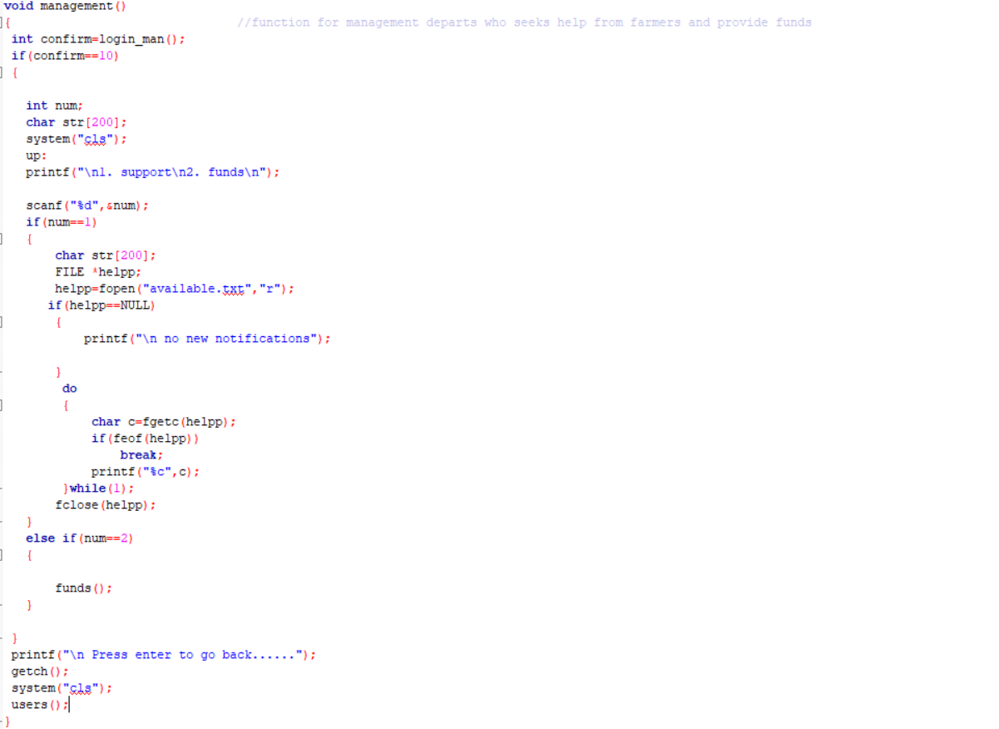 void management()
{ //function for management departs who seeks help from farmers and provide funds
int confirm=login_man();
if(confirm==10)
{
int num;
char str[200];
system("cls");
up:
printf("\n1. support\n2. funds\n");
scanf("%d",&num);
if(num==1)
{
char str[200];
FILE *helpp;
helpp=fopen("available.txt","r");
if(helpp==NULL)
{
printf("\n no new notifications");
}
do
{
char c=fgetc(helpp);
if(feof(helpp))
break;
printf("%c",c);
}while(1);
fclose(helpp);
}
else if(num==2)
{
funds();
}
}
printf("\n Press enter to go back......");
getch();
system("cls");
users();
}